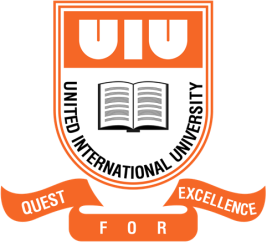 UIU
UNITED INTERNATIONAL UNIVERSITY
QUEST
FOR
EXCELLENCE